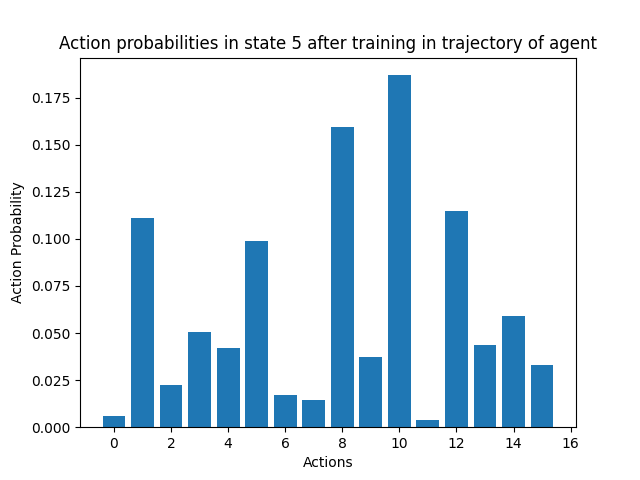 Action probabilities in state 5 after training in trajectory of agent
0.175
0.150
0.125
0.100
0.075
0.050
0.025
0.000
Action Probability
0 2 4 6 8 10 12 14 16
Actions